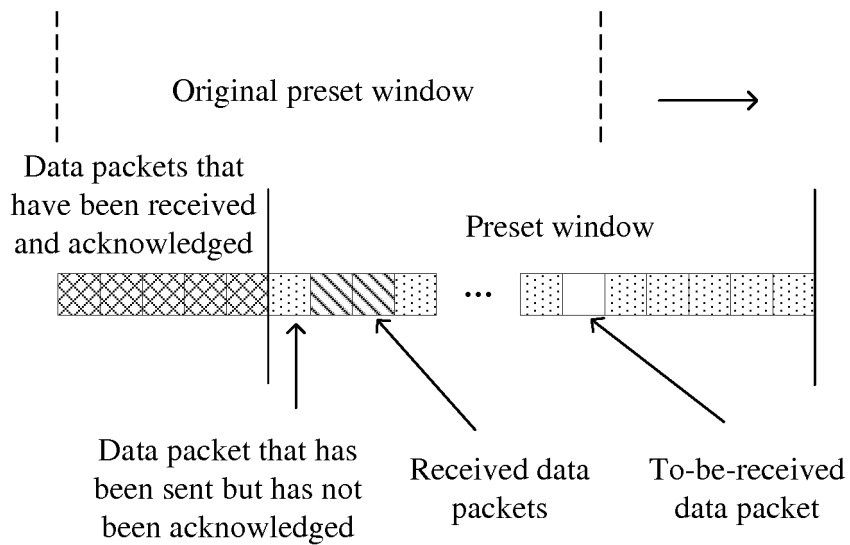 Original preset window
Data packets that
have been received
and acknowledged
Preset window
...
Data packet that has
been sent but has not
been acknowledged
Received data
packets
To-be-received
data packet